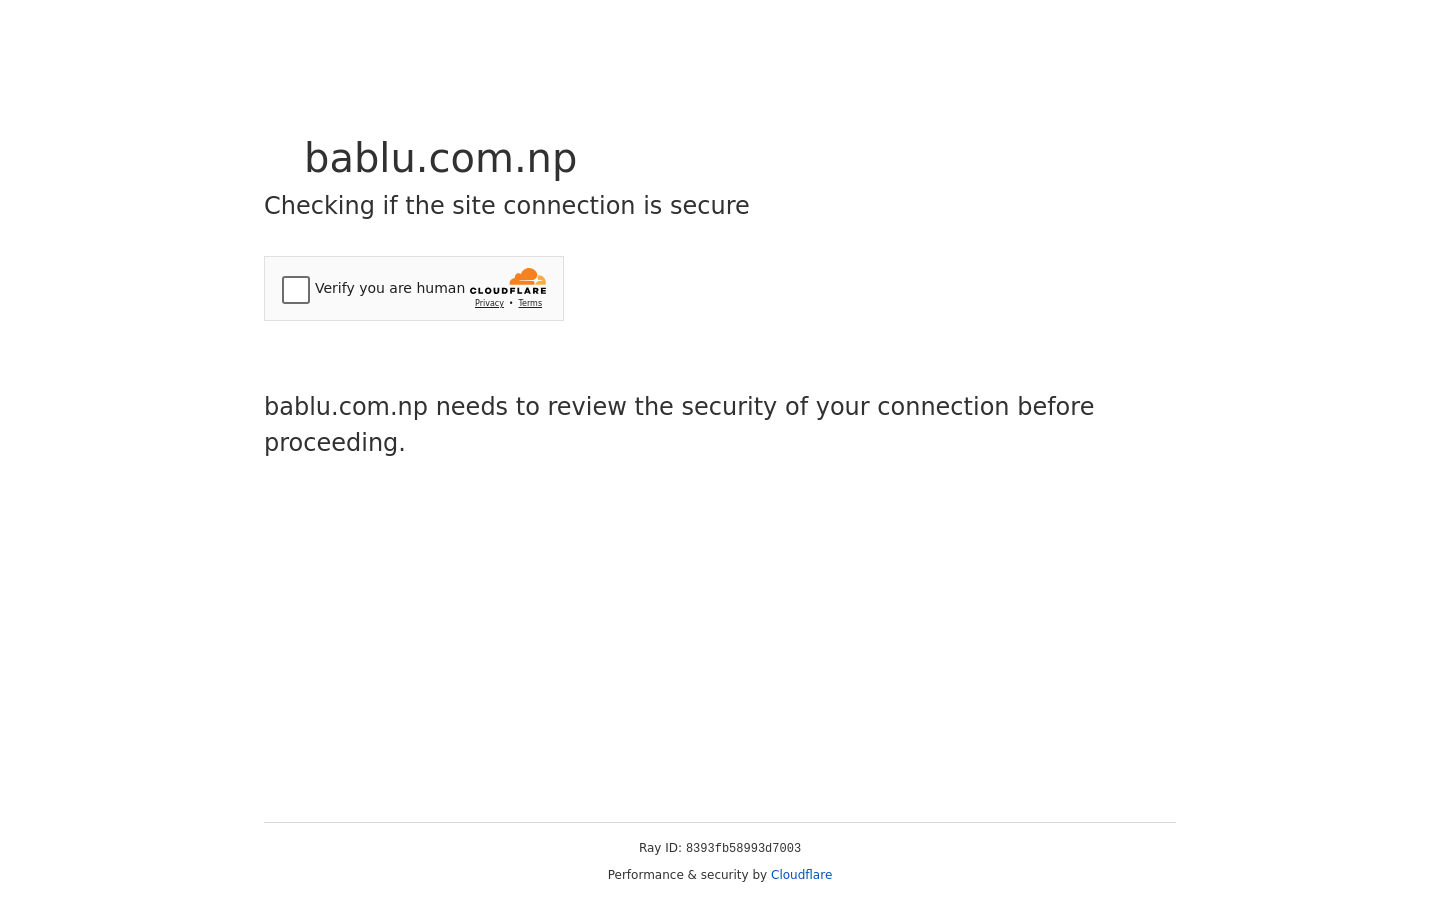 bablu.com.np
Checking if the site connection is secure
Verify you are human
CLOUDFLARE
Privacy • Terms
bablu.com.np needs to review the security of your connection before
proceeding.
Ray ID: 8393fb58993d7003
Performance & security by Cloudflare